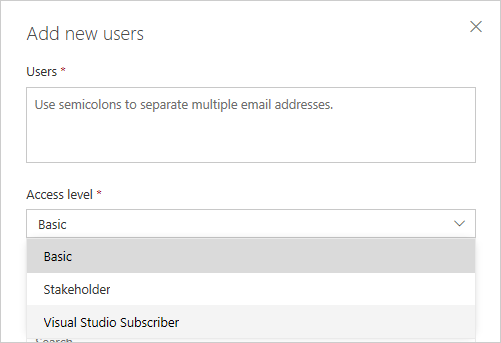 Add new users
Users *
Use semicolons to separate multiple email addresses.
Access level *
Basic
Basic
Stakeholder
Visual Studio Subscriber
Search